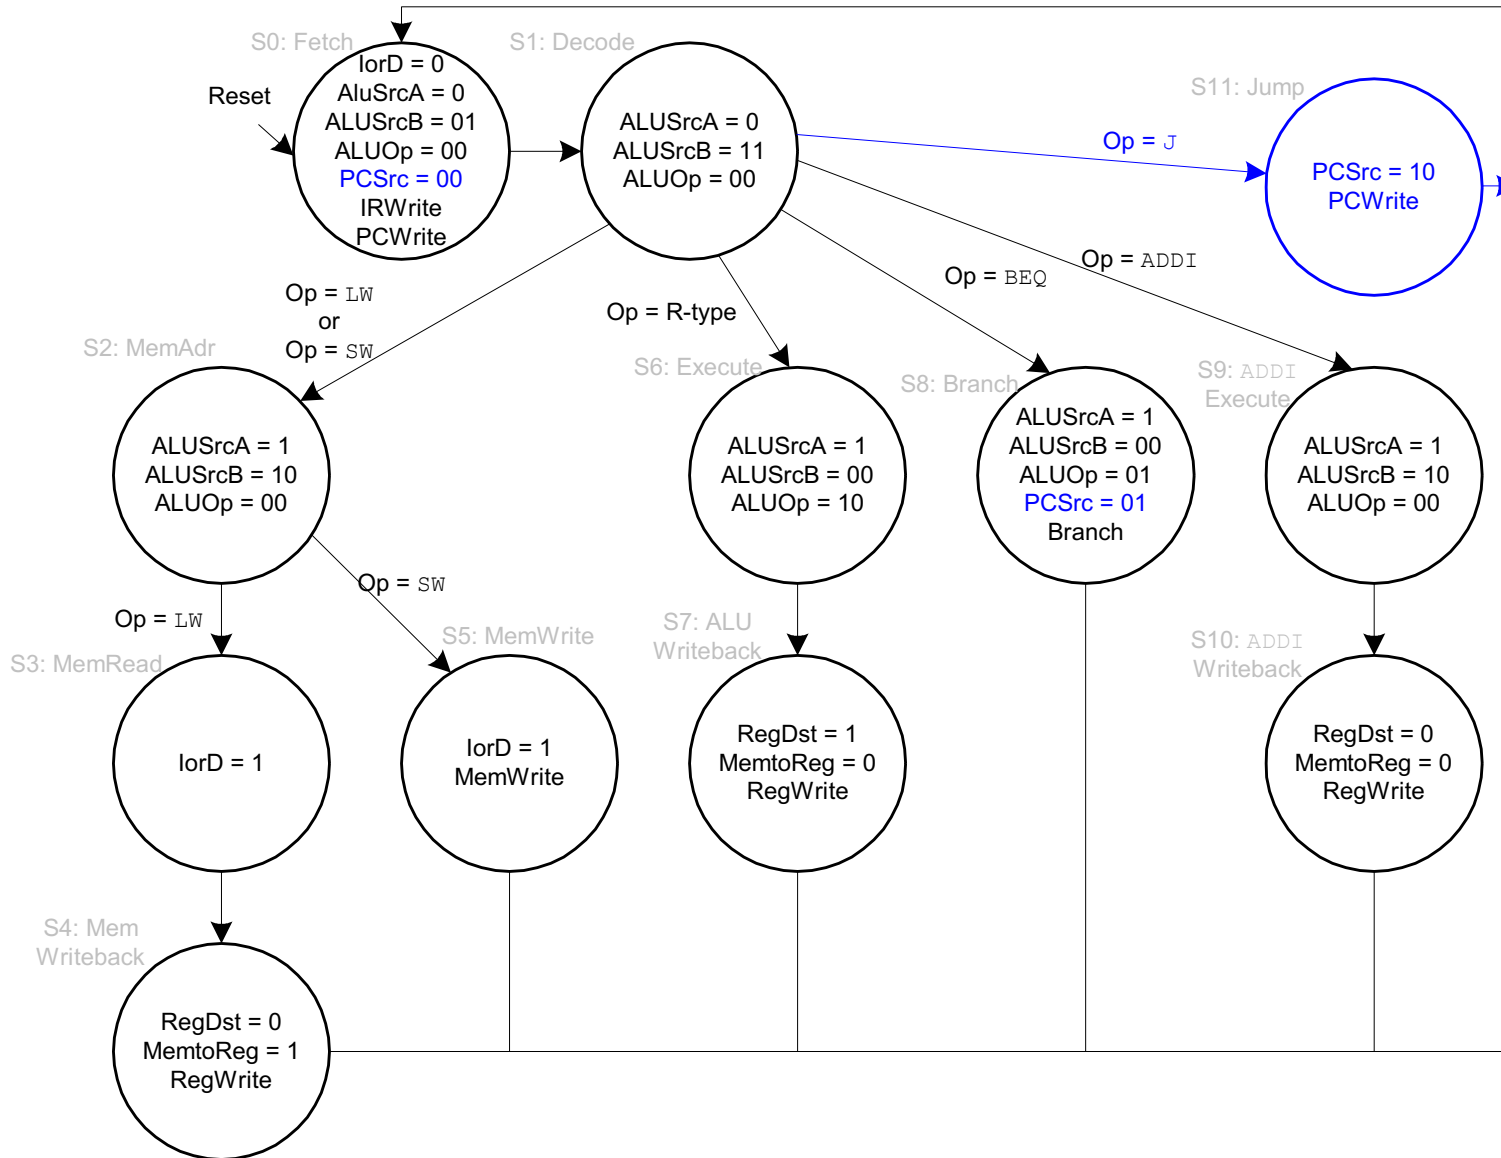 S0: Fetch
S1: Decode
Reset
IorD = 0
AluSrcA = 0
ALUSrcB = 01
ALUOp = 00
PCSrc = 00
IRWrite
PCWrite
ALUSrcA = 0
ALUSrcB = 11
ALUOp = 00
S11: Jump
Op = J
PCSrc = 10
PCWrite
Op = LW
or
Op = SW
Op = R-type
Op = BEQ
Op = ADDI
S2: MemAdr
ALUSrcA = 1
ALUSrcB = 10
ALUOp = 00
S6: Execute
ALUSrcA = 1
ALUSrcB = 00
ALUOp = 10
S8: Branch
ALUSrcA = 1
ALUSrcB = 00
ALUOp = 01
PCSrc = 01
Branch
S9: ADDI
Execute
ALUSrcA = 1
ALUSrcB = 10
ALUOp = 00
Op = LW
Op = SW
S3: MemRead
IorD = 1
S5: MemWrite
IorD = 1
MemWrite
S7: ALU
Writeback
RegDst = 1
MemtoReg = 0
RegWrite
S10: ADDI
Writeback
RegDst = 0
MemtoReg = 0
RegWrite
S4: Mem
Writeback
RegDst = 0
MemtoReg = 1
RegWrite